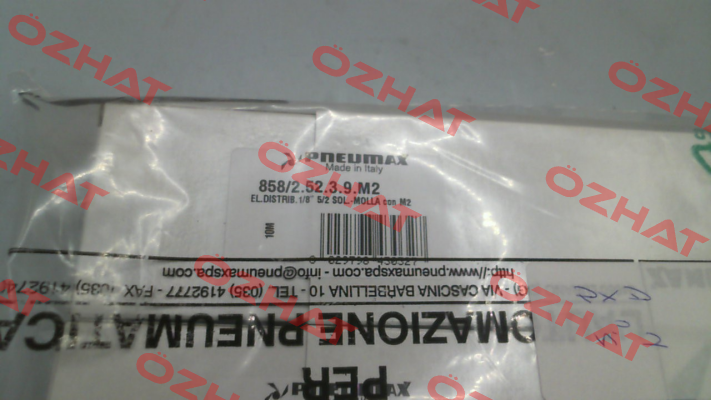 ÖZHAT
PNEUMAX
Made in Italy
858/2.52.3.9.M2
EL.DISTRIB.1/8" 5/2 SOL.-MOLLA con M2
10M
http://www.pneumaxspa.com - info@pneumaxspa.com
- VIA CASCINA BARBELLINA 10 - TEL. (035) 4192777 - FAX
OMAZIONE PNEUMATICA
PER
PNEUMAX